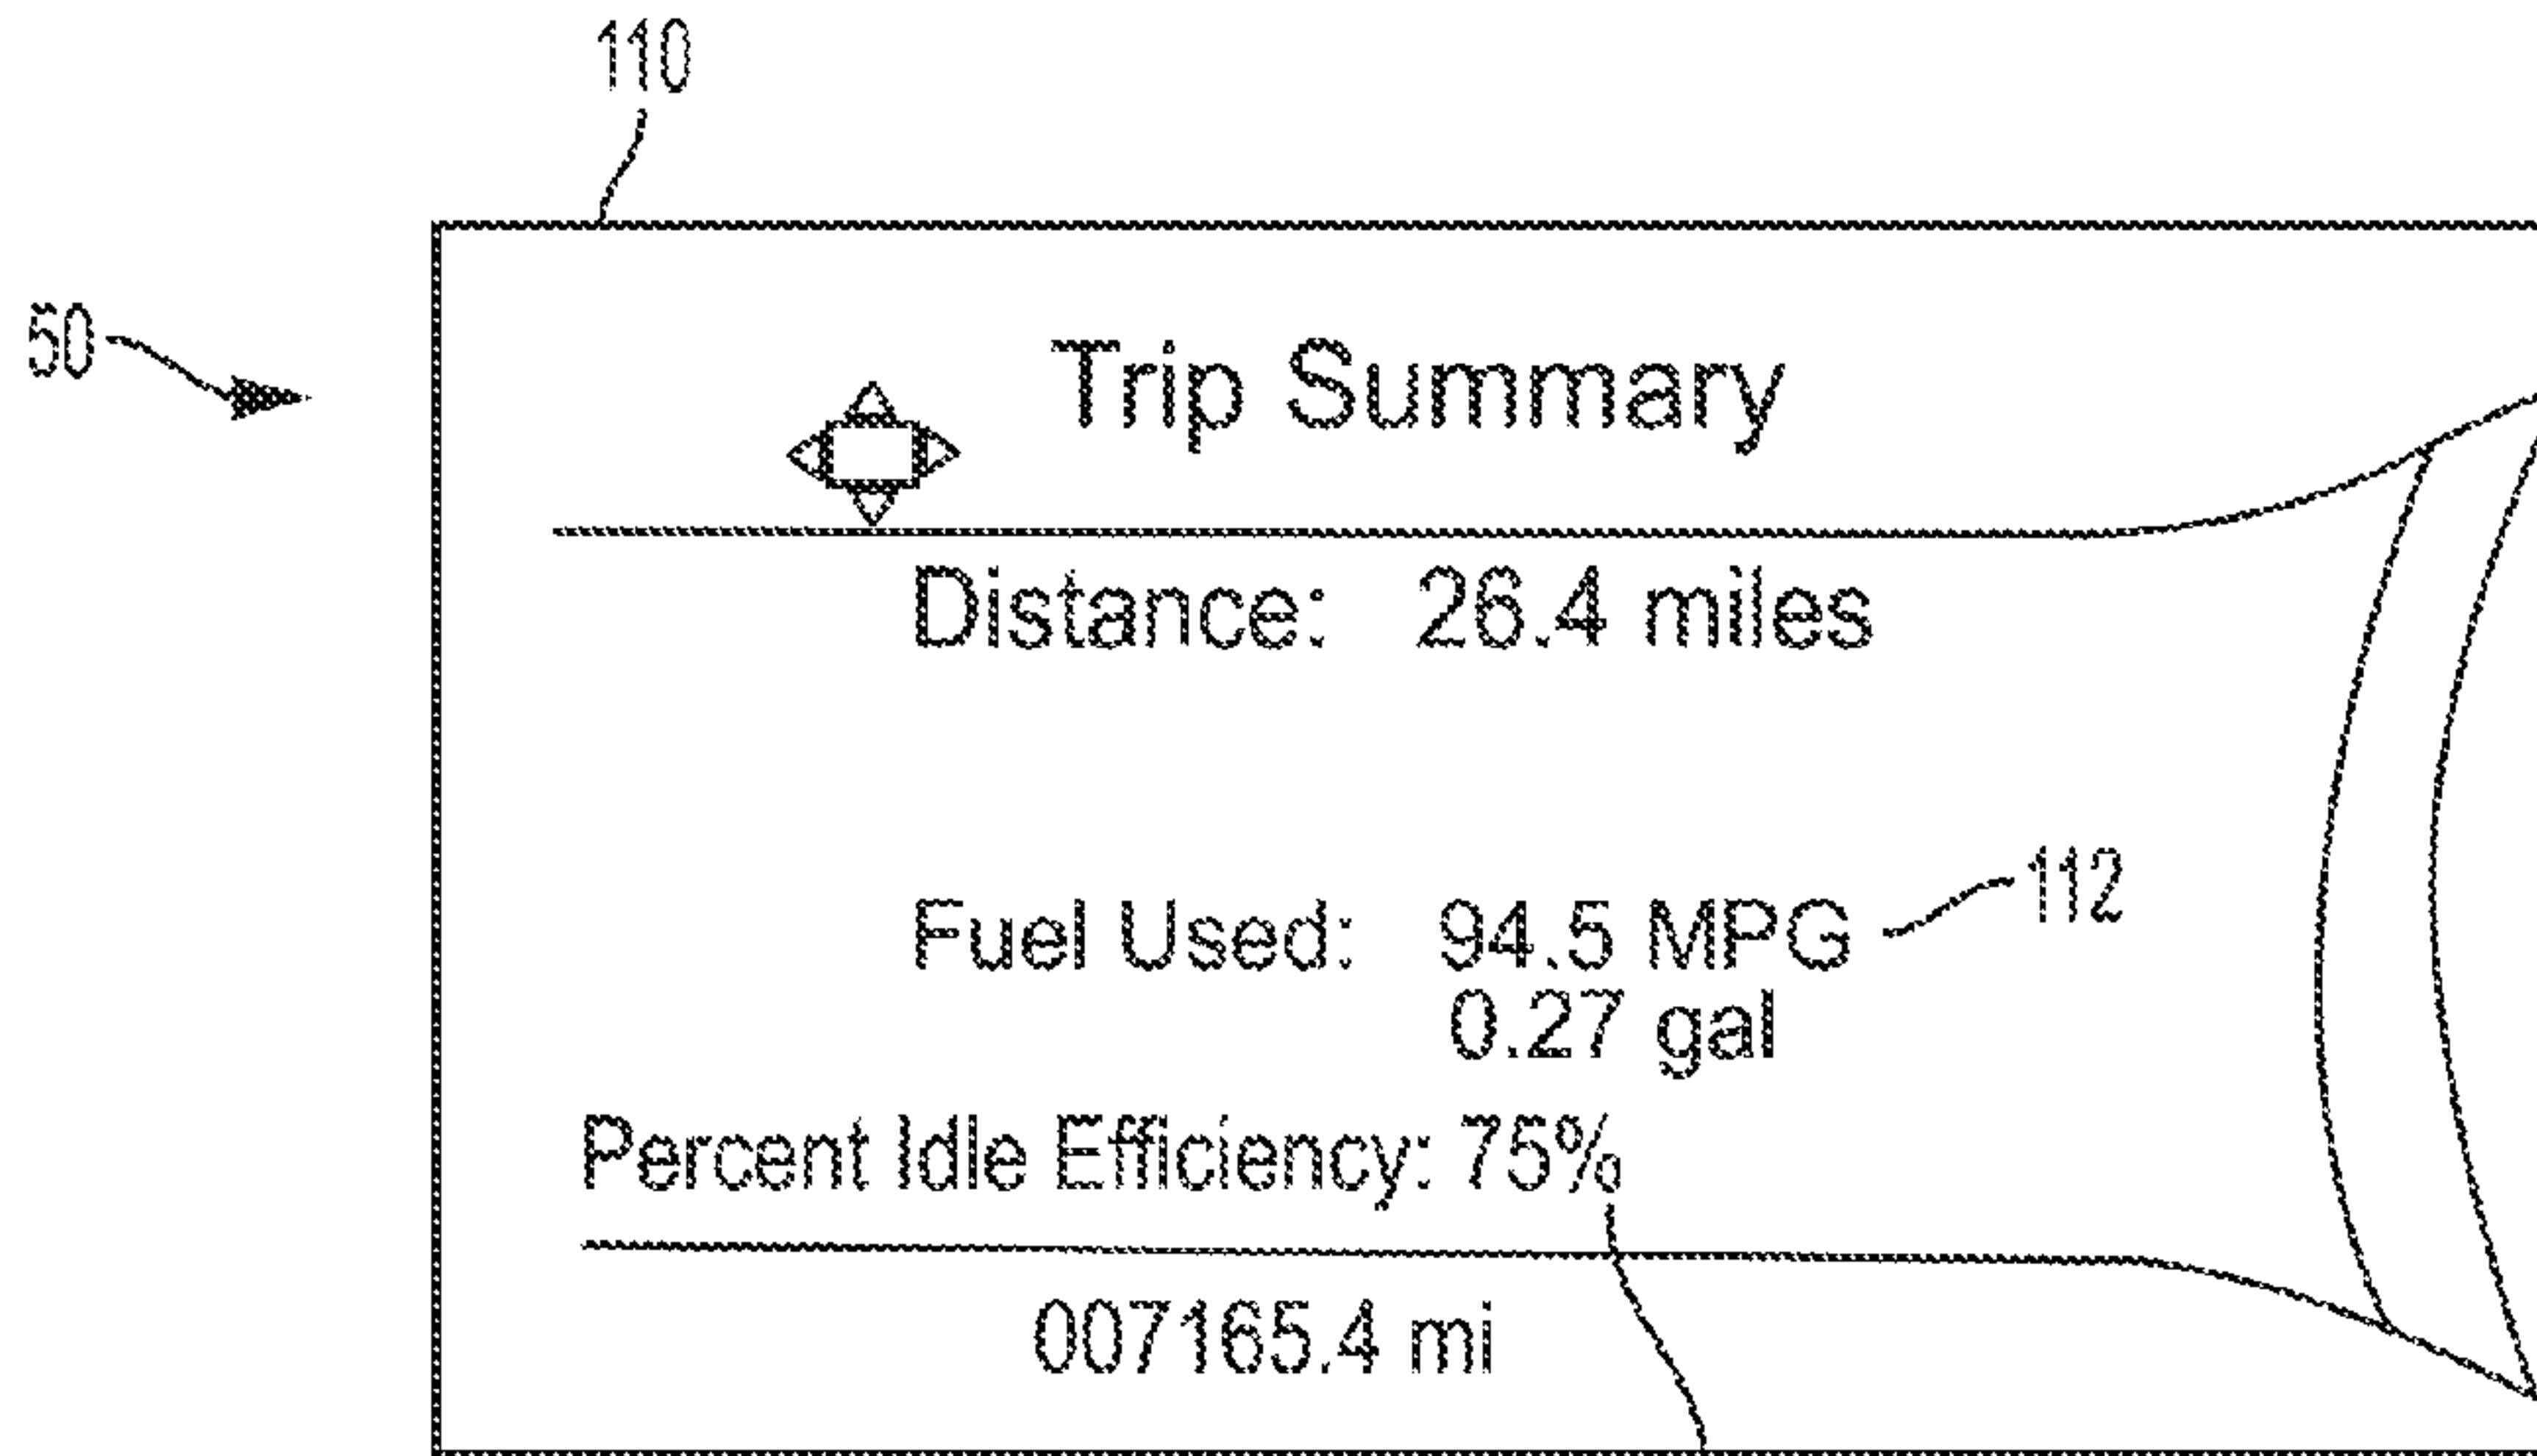 110
50
Trip Summary
Distance: 26.4 miles
112
Fuel Used: 94.5 MPG
0.27 gal
Percent Idle Efficiency: 75%
007165.4 mi